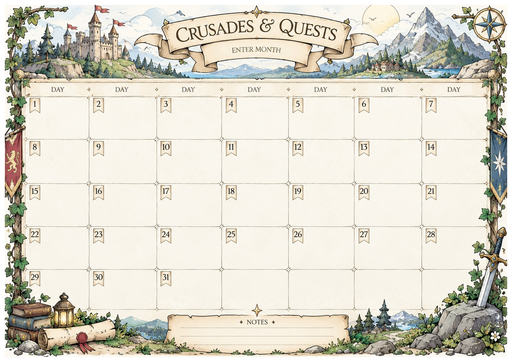 CRUSADES & QUESTS
ENTER MONTH
DAY DAY DAY DAY DAY DAY DAY
1 2 3 4 5 6 7
8 9 10 11 12 13 14
15 16 17 18 19 20 21
22 23 24 25 26 27 28
29 30 31
NOTES